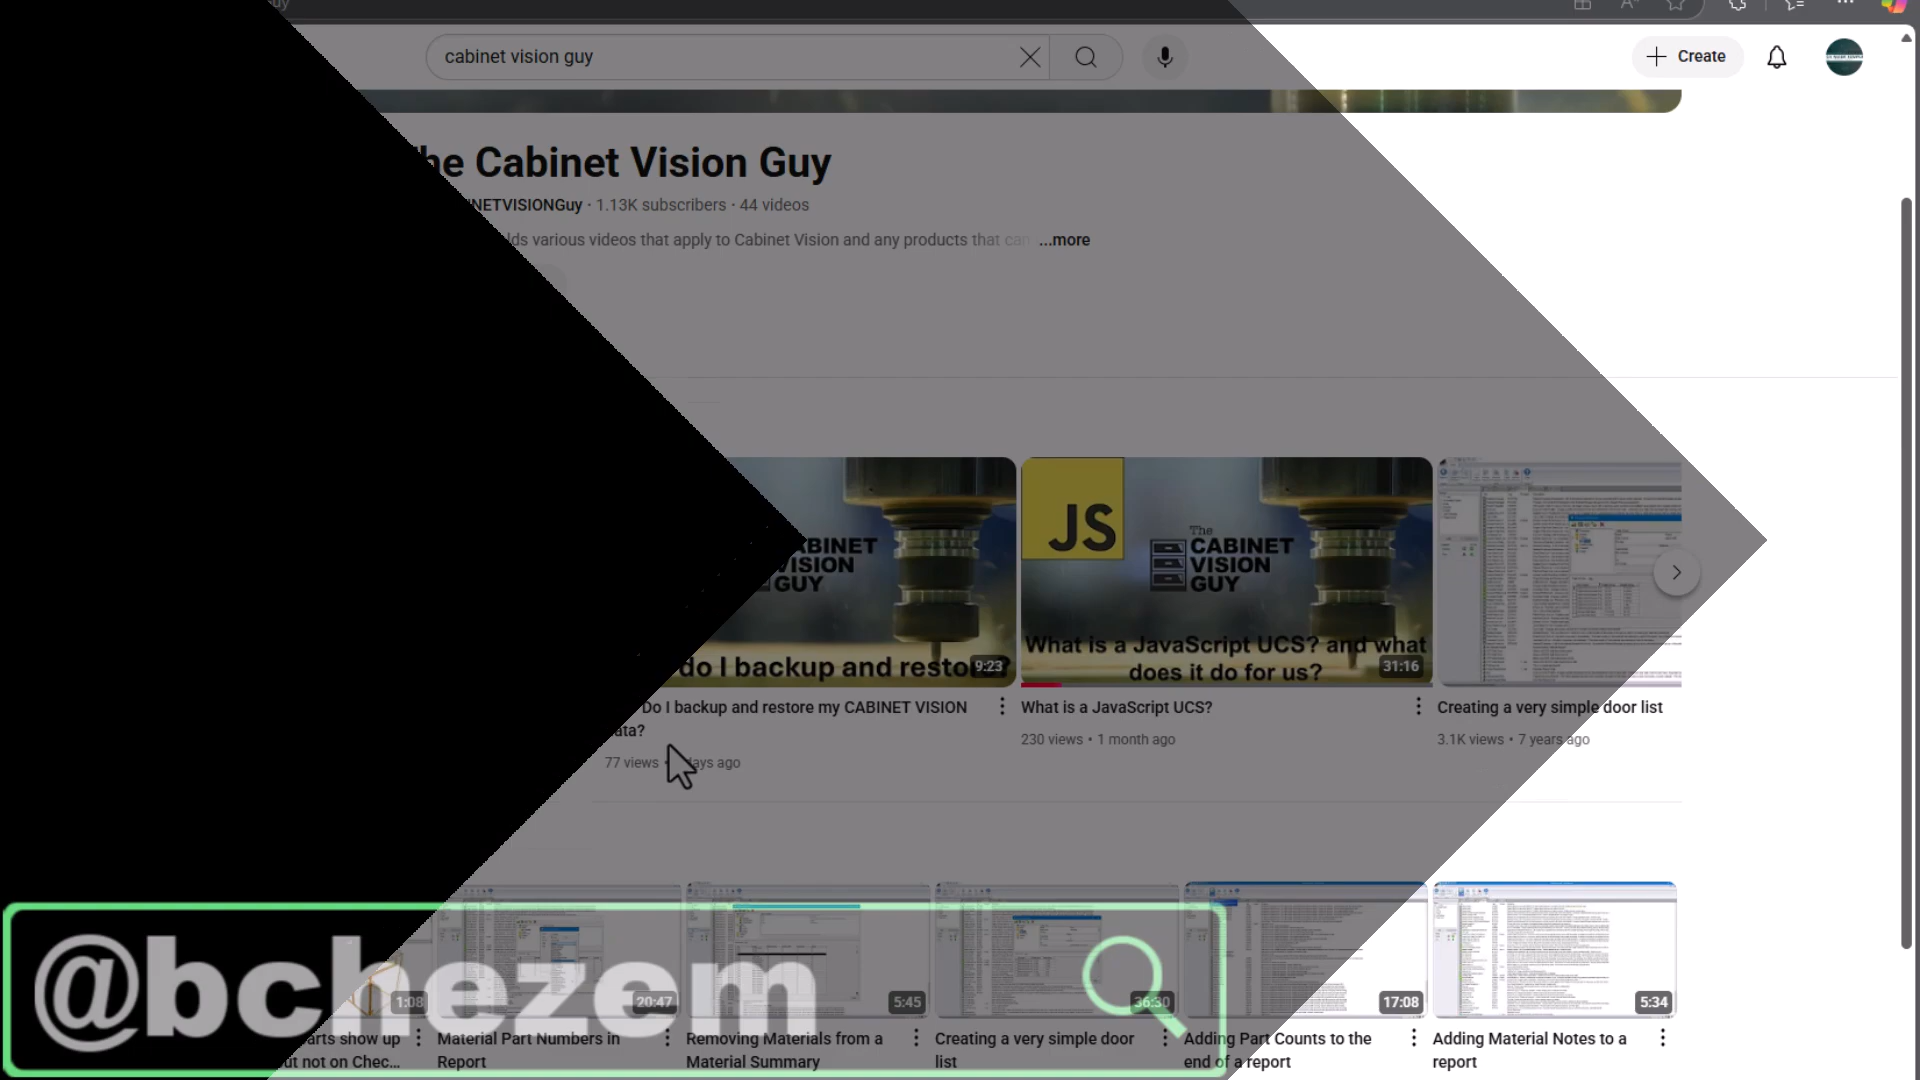 cabinet vision guy
Create
he Cabinet Vision Guy
NETVISIONGuy · 1.13K subscribers · 44 videos
lds various videos that apply to Cabinet Vision and any products that can ...more
ABINET
VISION
GUY
do I backup and restore?
9:23
JS
The
CABINET
VISION
GUY
What is a JavaScript UCS? and what
does it do for us?
31:16
Do I backup and restore my CABINET VISION
ata?
77 views • days ago
What is a JavaScript UCS?
230 views • 1 month ago
Creating a very simple door list
3.1K views • 7 years ago
@bchezem
1:08
20:47
5:45
36:30
17:08
5:34
arts show up
ut not on Chec...
Material Part Numbers in
Report
Removing Materials from a
Material Summary
Creating a very simple door
list
Adding Part Counts to the
end of a report
Adding Material Notes to a
report